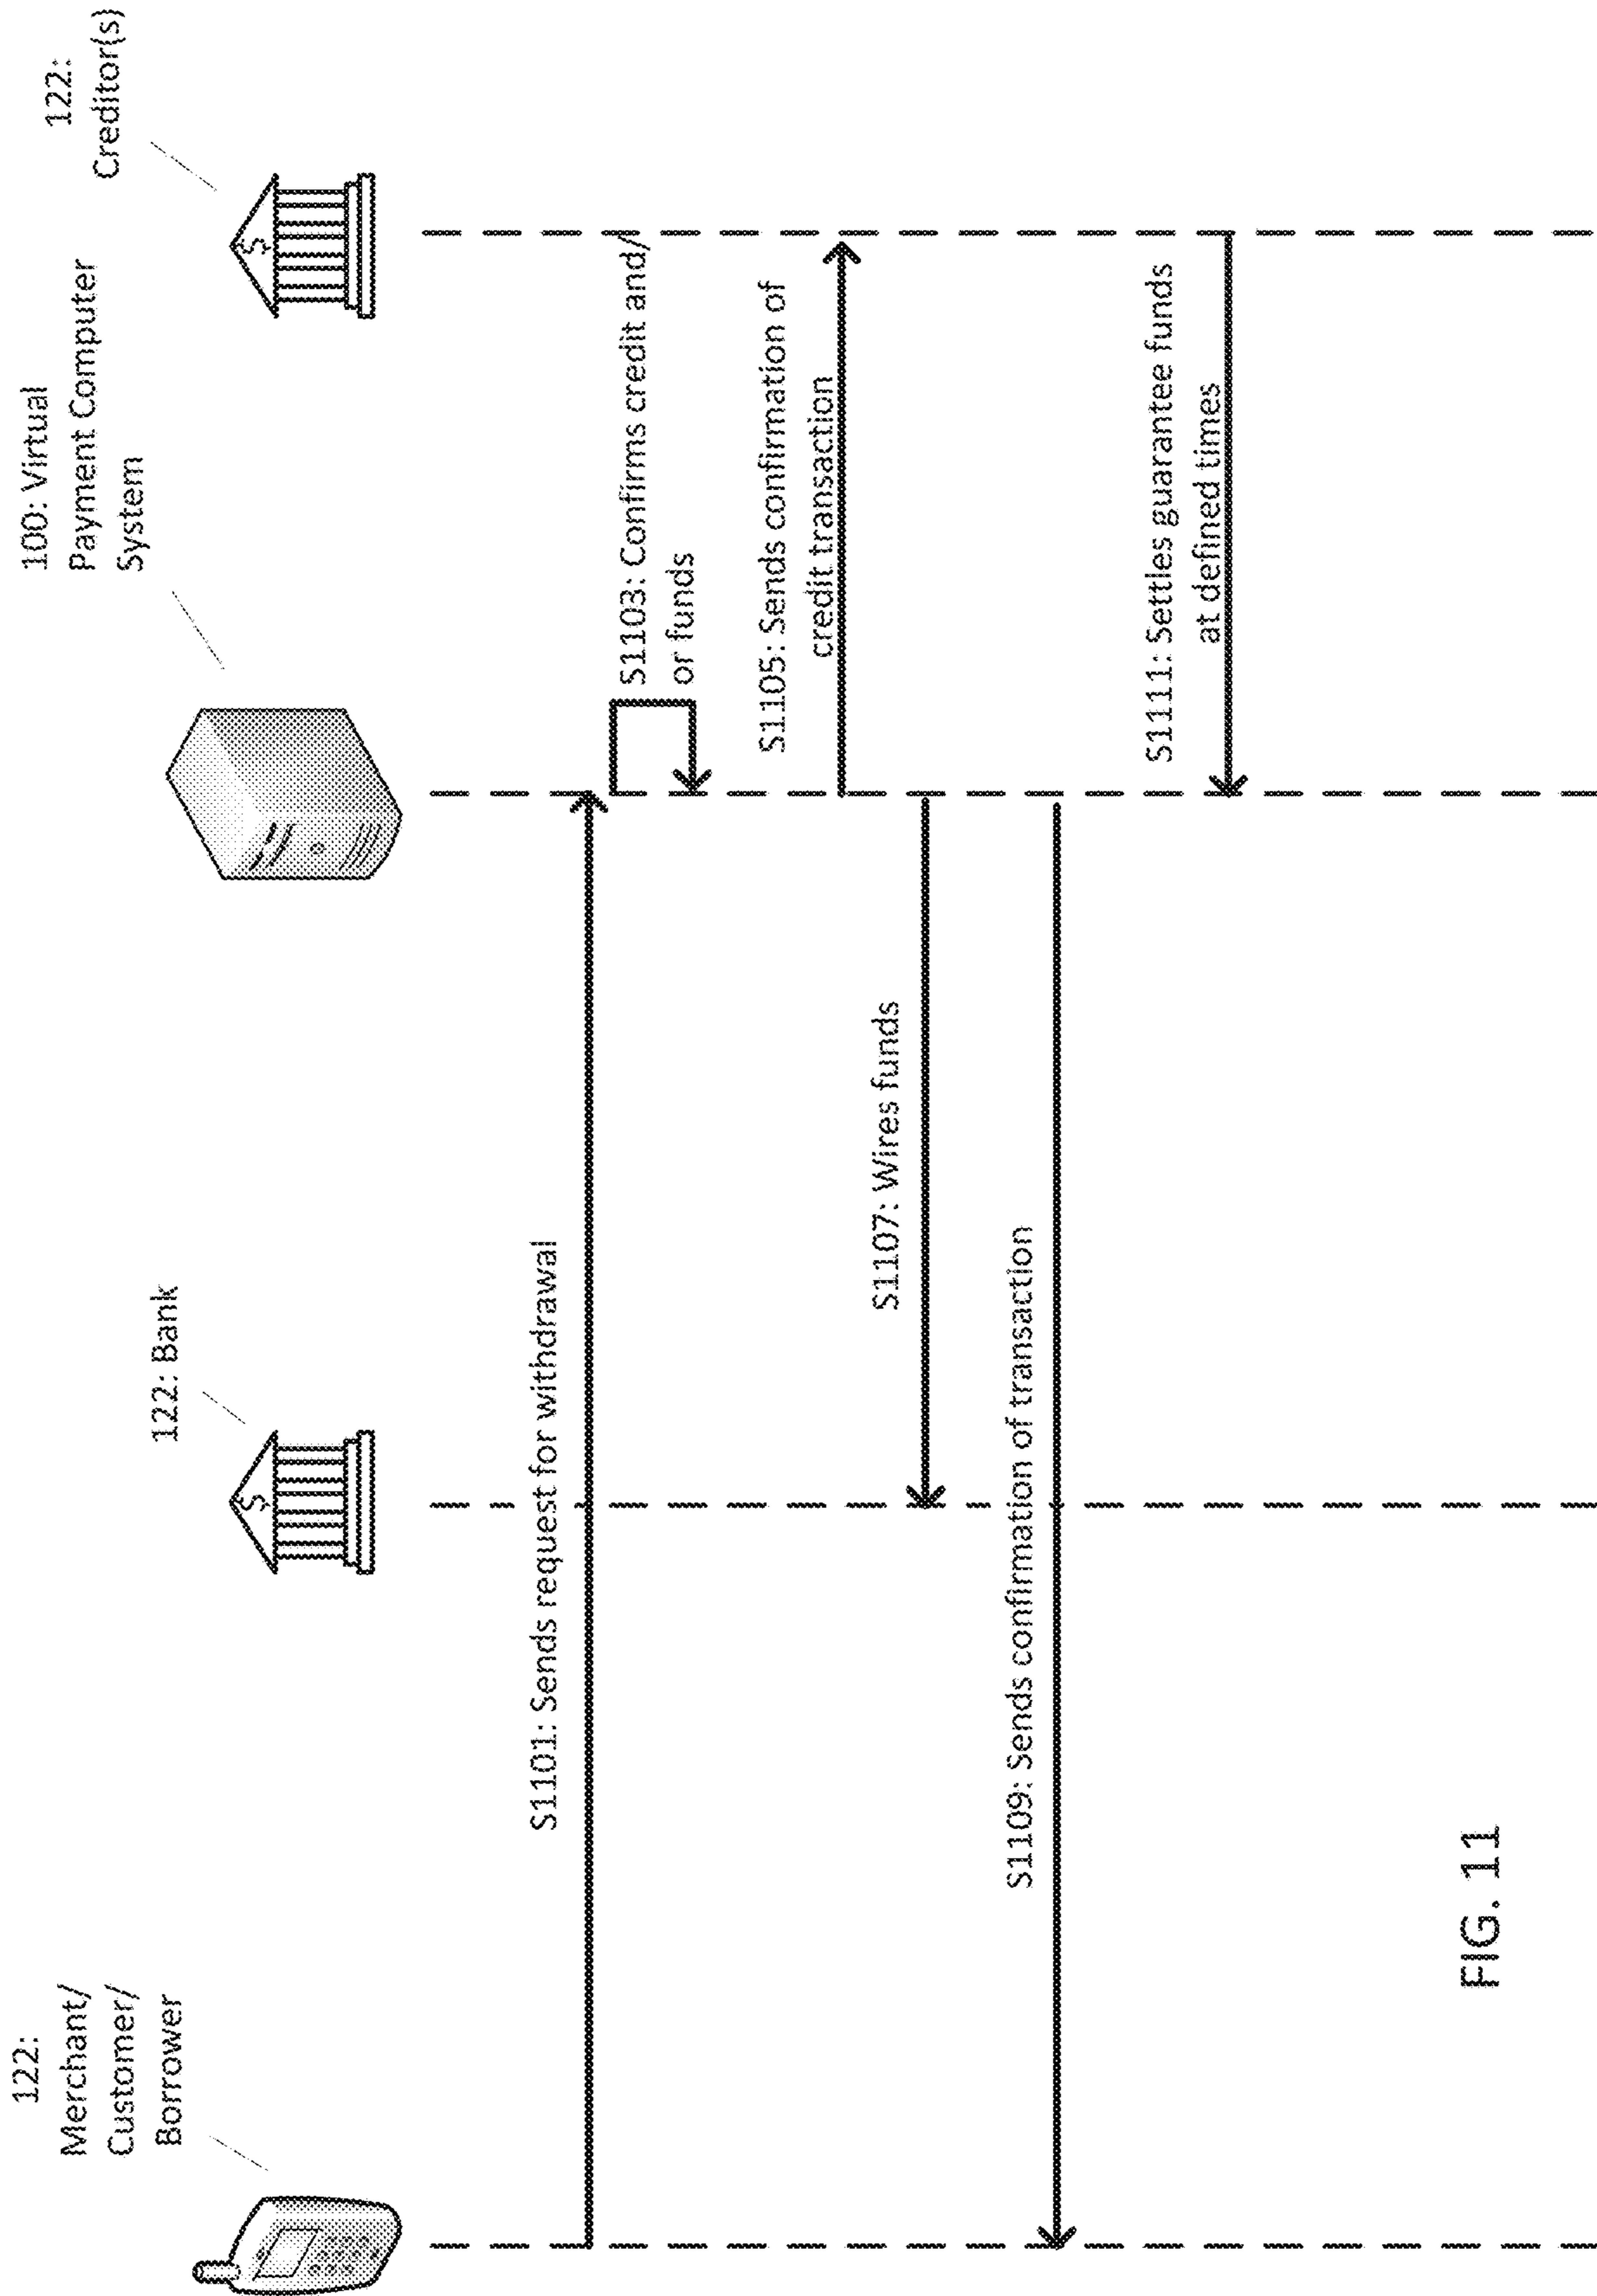 122:
Merchant/
Customer/
Borrower
122: Bank
100: Virtual
Payment Computer
System
122:
Creditor(s)
$
$
S1101: Sends request for withdrawal
S1103: Confirms credit and/
or funds
S1105: Sends confirmation of
credit transaction
S1107: Wires funds
S1109: Sends confirmation of transaction
S1111: Settles guarantee funds
at defined times
FIG. 11